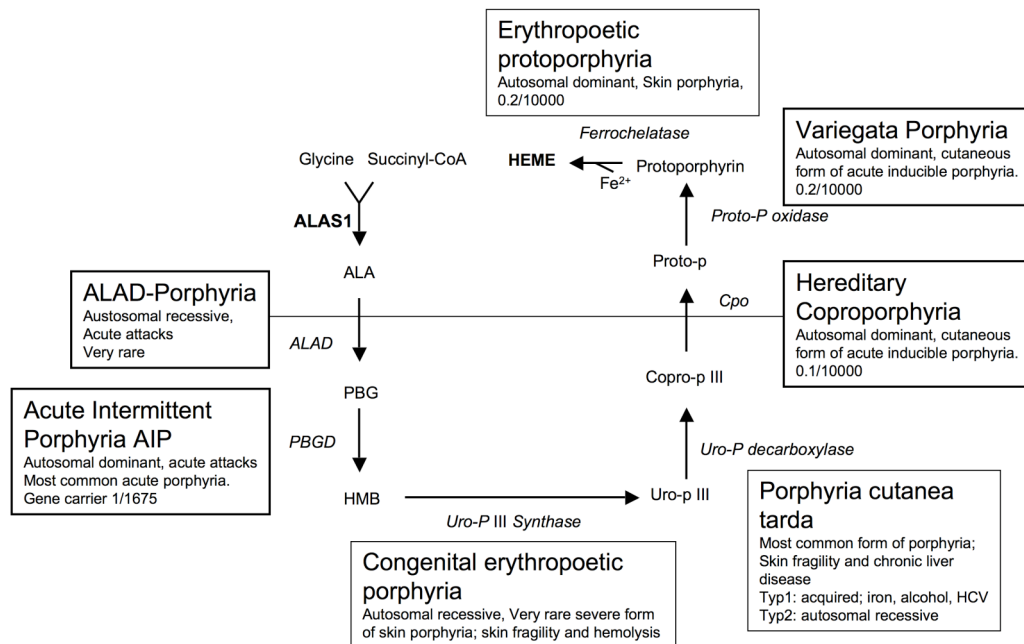 Erythropoetic
protoporphyria
Autosomal dominant, Skin porphyria,
0.2/10000
Ferrochelatase
Variegata Porphyria
Autosomal dominant, cutaneous
form of acute inducible porphyria.
0.2/10000
Glycine Succinyl-CoA
HEME
Protoporphyrin
Fe²⁺
ALAS1
Proto-P oxidase
ALA
Proto-p
ALAD-Porphyria
Austosomal recessive,
Acute attacks
Very rare
Hereditary
Coproporphyria
Autosomal dominant, cutaneous
form of acute inducible porphyria.
0.1/10000
Cpo
ALAD
PBG
Copro-p III
Acute Intermittent
Porphyria AIP
Autosomal dominant, acute attacks
Most common acute porphyria.
Gene carrier 1/1675
PBGD
Uro-P decarboxylase
HMB
Uro-p III
Uro-P III Synthase
Porphyria cutanea
tarda
Most common form of porphyria;
Skin fragility and chronic liver
disease
Typ1: acquired; iron, alcohol, HCV
Typ2: autosomal recessive
Congenital erythropoetic
porphyria
Autosomal recessive, Very rare severe form
of skin porphyria; skin fragility and hemolysis